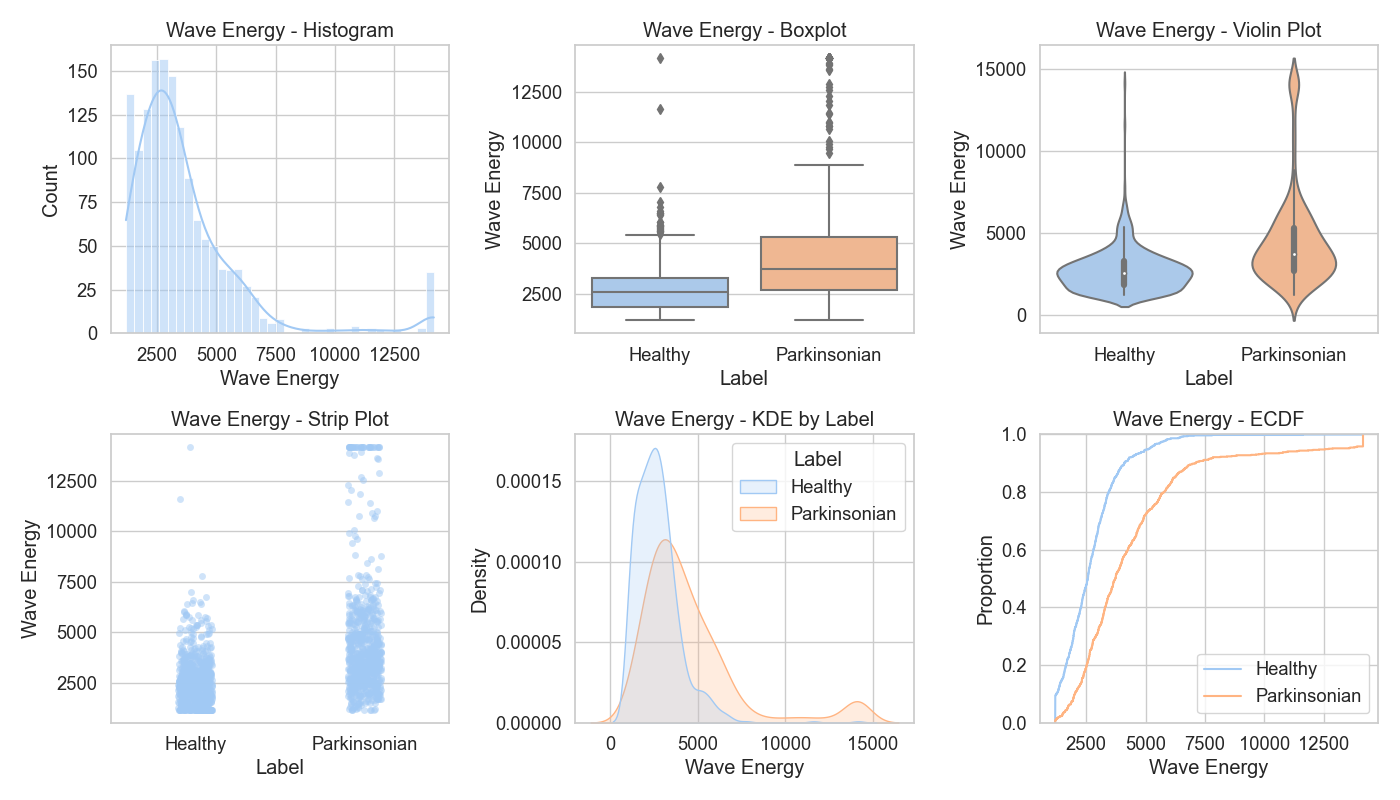 Wave Energy - Histogram
Count
150
125
100
75
50
25
0
2500 5000 7500 10000 12500
Wave Energy
Wave Energy - Boxplot
Wave Energy
12500
10000
7500
5000
2500
Healthy Parkinsonian
Label
Wave Energy - Violin Plot
Wave Energy
15000
10000
5000
0
Healthy Parkinsonian
Label
Wave Energy - Strip Plot
Wave Energy
12500
10000
7500
5000
2500
Healthy Parkinsonian
Label
Wave Energy - KDE by Label
Density
0.00015
0.00010
0.00005
0.00000
Label
Healthy
Parkinsonian
0 5000 10000 15000
Wave Energy
Wave Energy - ECDF
Proportion
1.0
0.8
0.6
0.4
0.2
0.0
Healthy
Parkinsonian
2500 5000 7500 10000 12500
Wave Energy